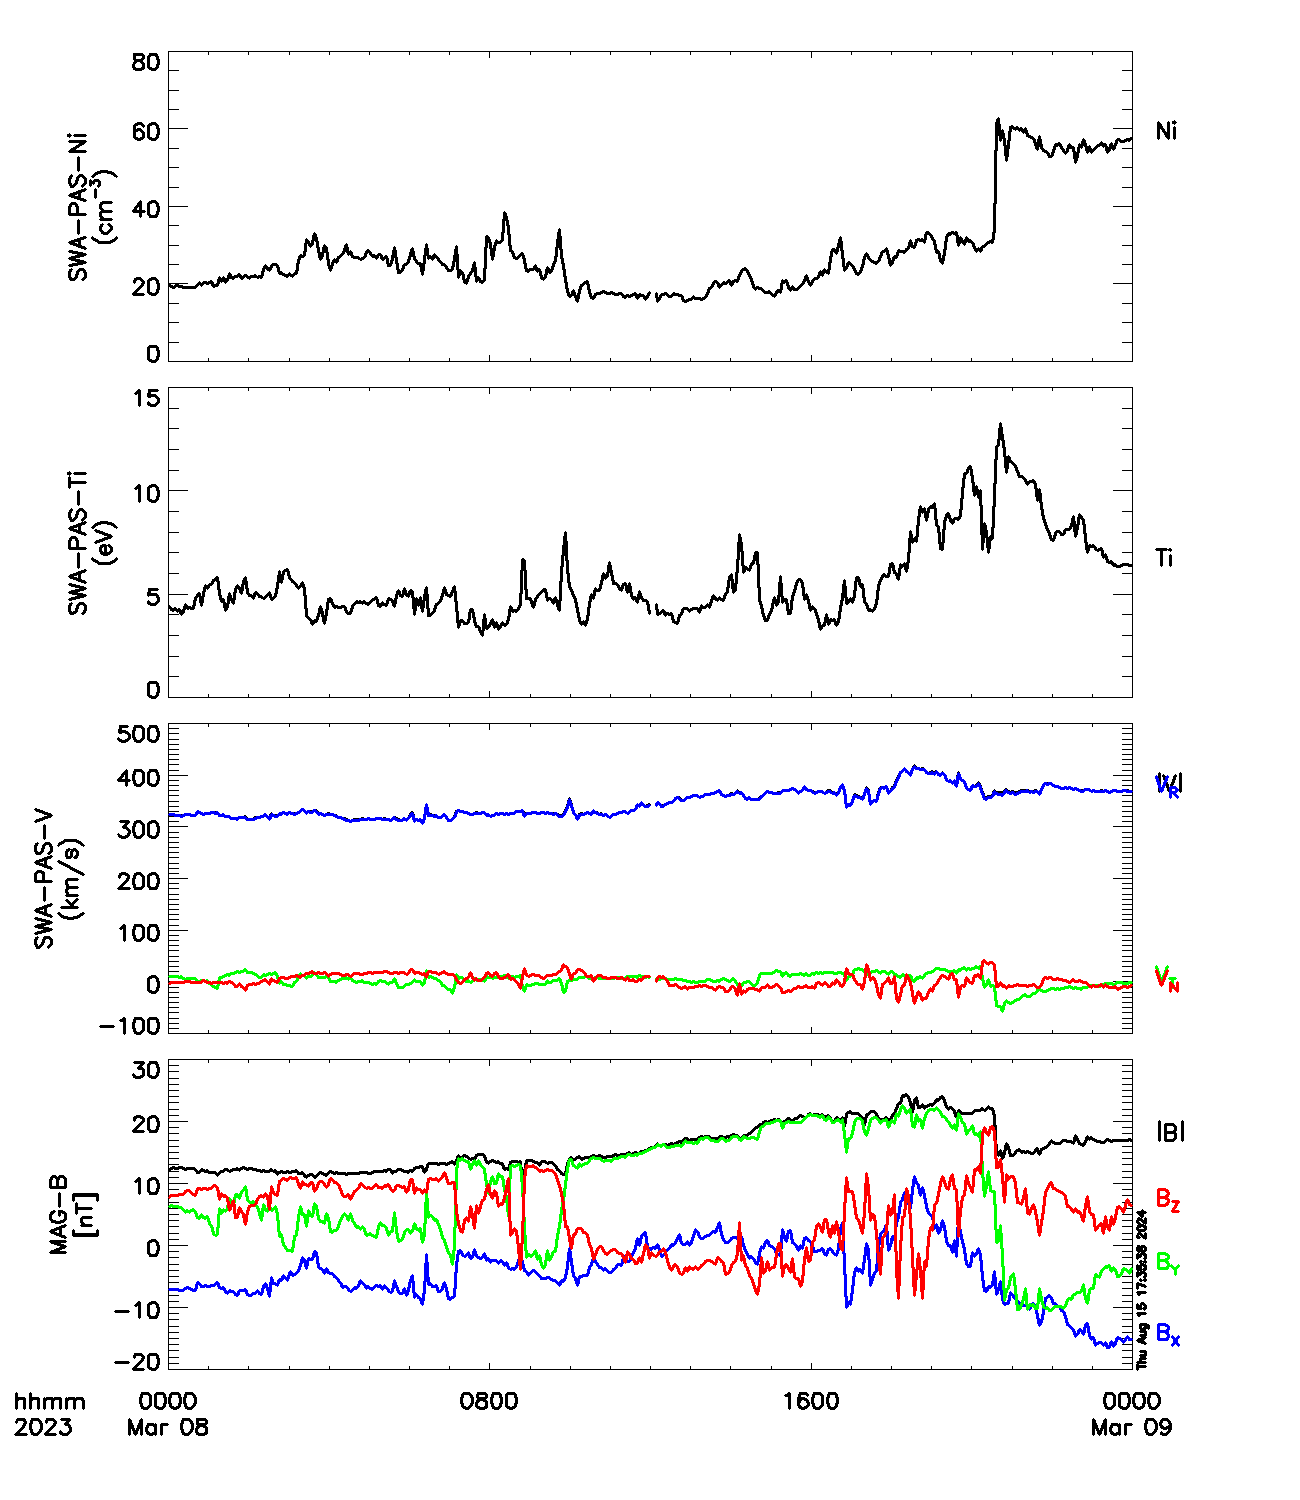 80
60
40
20
0
SWA-PAS-Ni
(cm⁻³)
Ni
15
10
5
0
SWA-PAS-Ti
(eV)
Ti
500
400
300
200
100
0
-100
SWA-PAS-V
(km/s)
|V|
V_R
V_T
V_N
30
20
10
0
-10
-20
MAG-B
[nT]
|B|
B_Z
B_Y
B_X
Thu Aug 15 17:35:38 2024
hhmm 0000 0800 1600 0000
2023 Mar 08 Mar 09